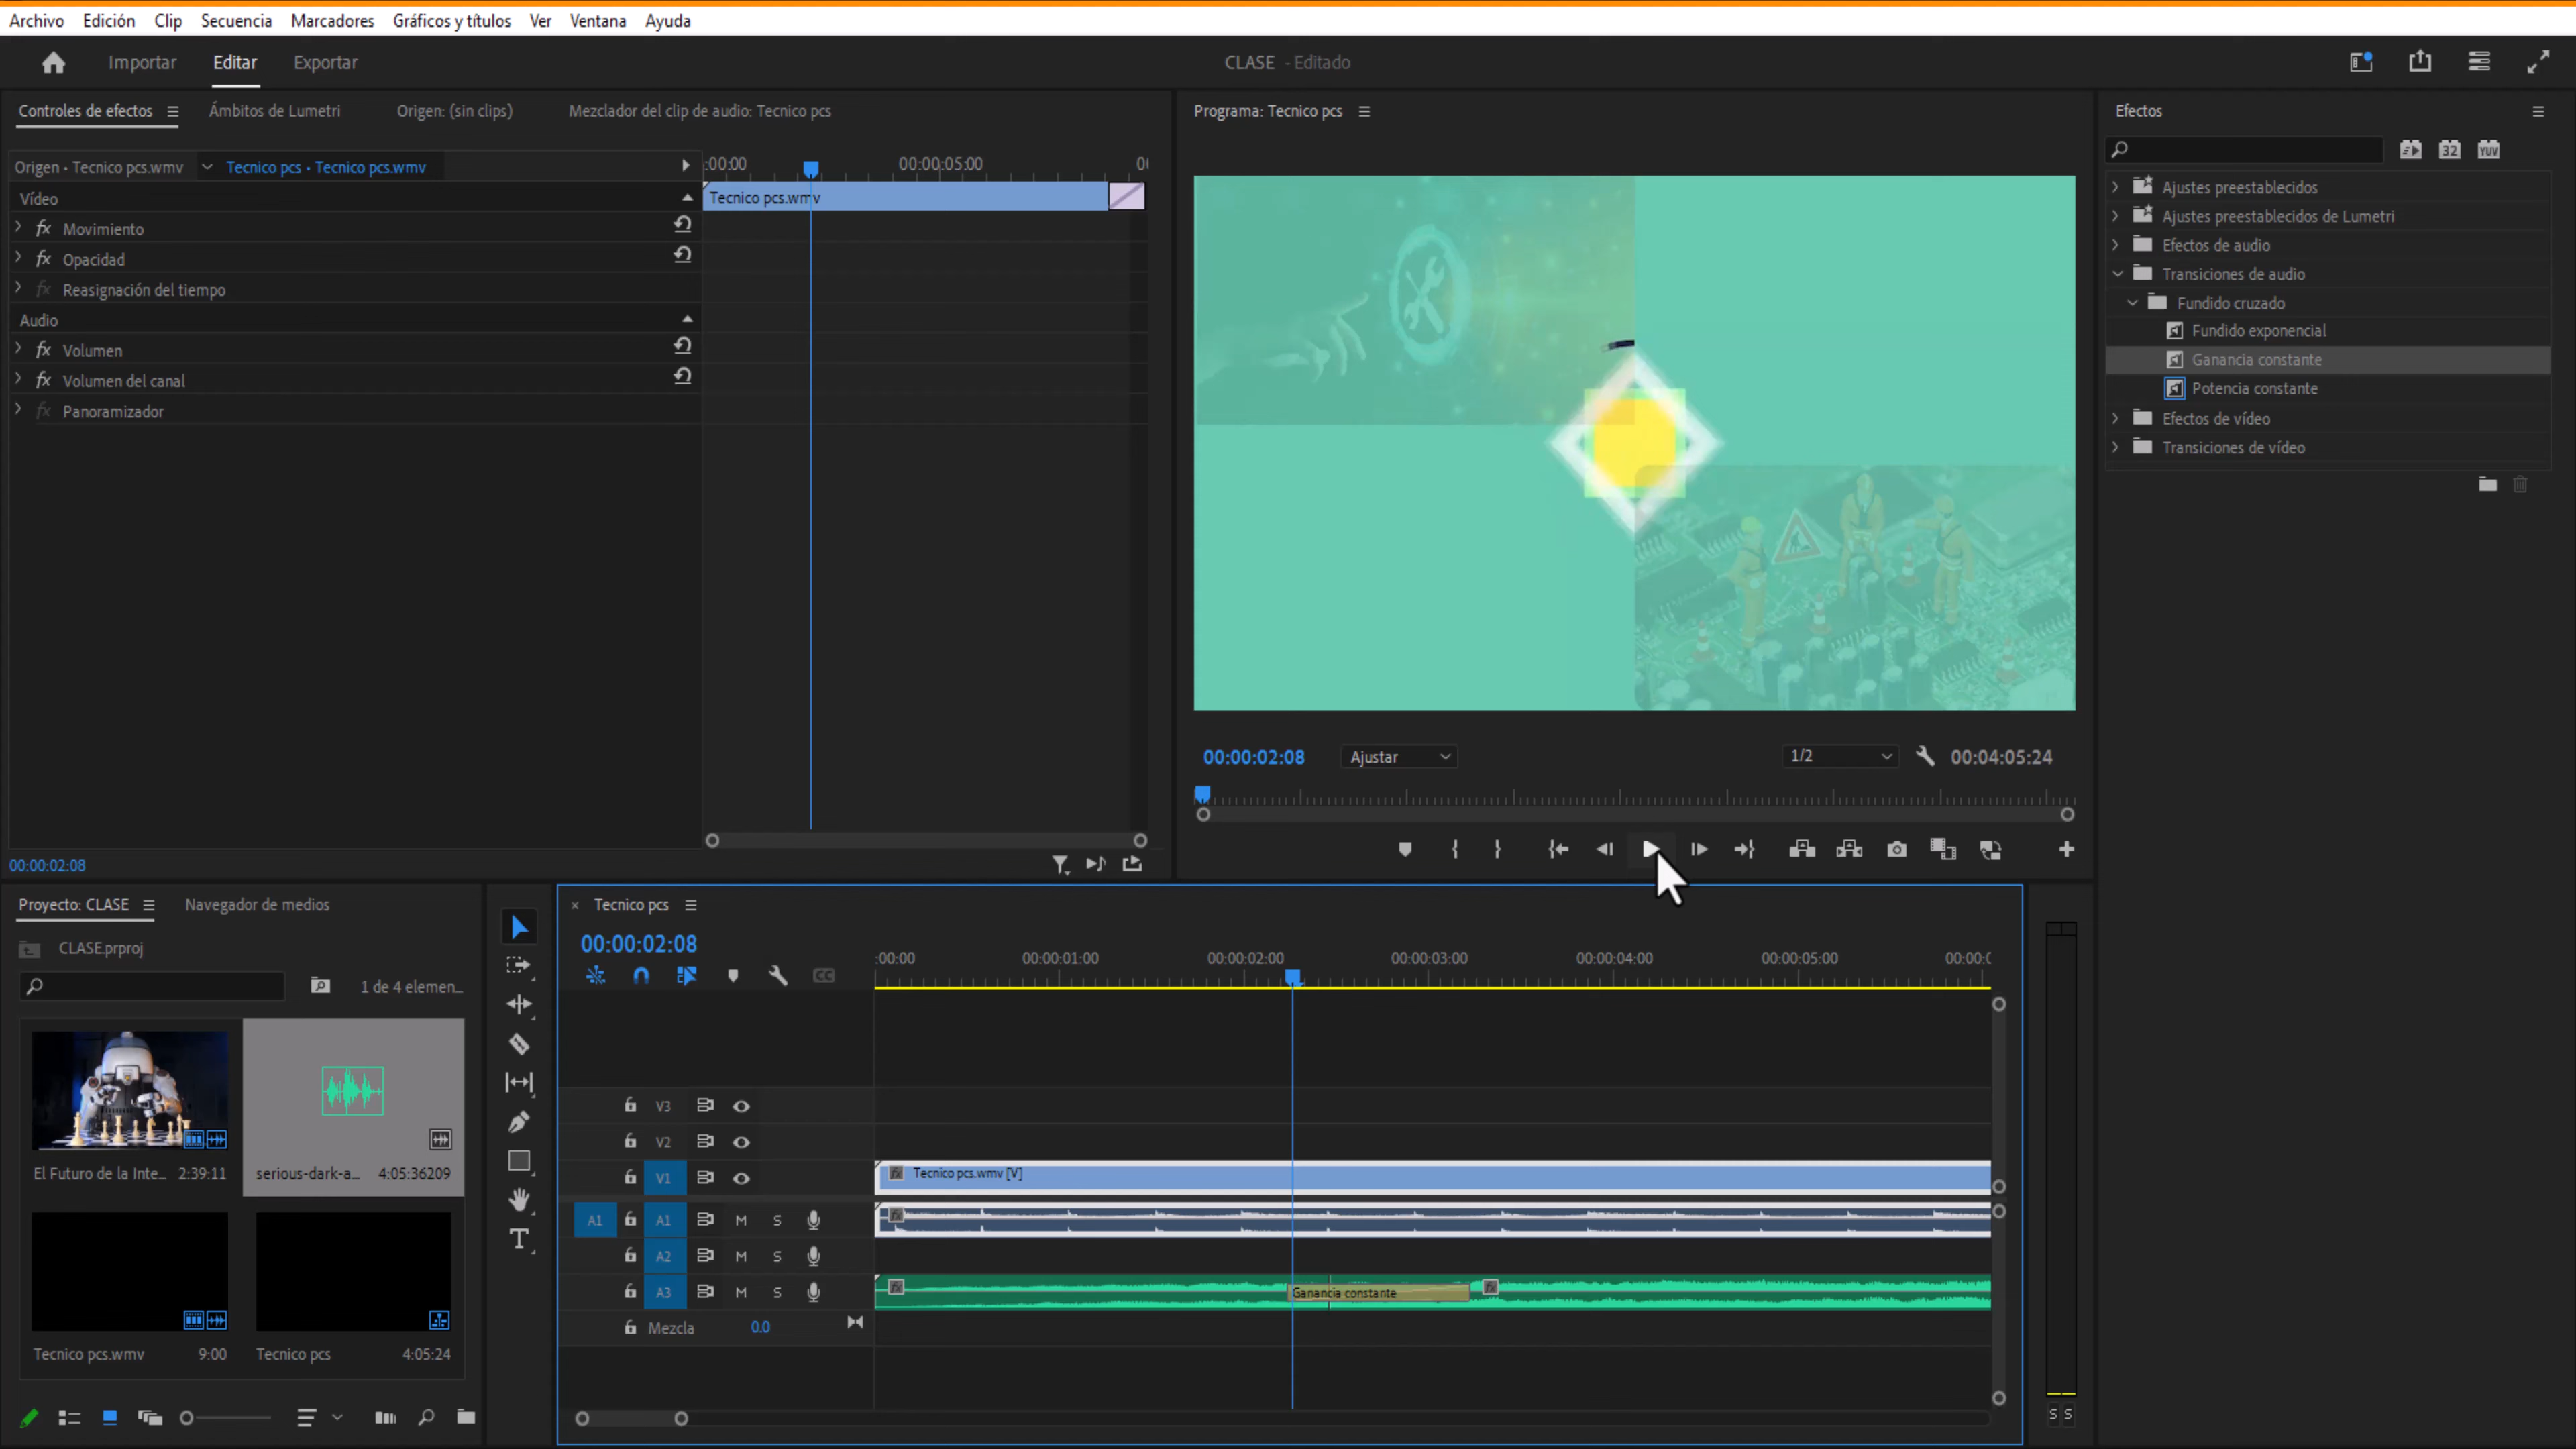 Archivo Edición Clip Secuencia Marcadores Gráficos y títulos Ver Ventana Ayuda
Importar Editar Exportar CLASE - Editado
Controles de efectos Ámbitos de Lumetri Origen: (sin clips) Mezclador del clip de audio: Tecnico pcs
Programa: Tecnico pcs
Efectos
Origen • Tecnico pcs.wmv Tecnico pcs • Tecnico pcs.wmv
:00:00 00:00:05:00
Vídeo
Tecnico pcs.wmv
Movimiento
Opacidad
Reasignación del tiempo
Audio
Volumen
Volumen del canal
Panoramizador
32 YUV
Ajustes preestablecidos
Ajustes preestablecidos de Lumetri
Efectos de audio
Transiciones de audio
Fundido cruzado
Fundido exponencial
Ganancia constante
Potencia constante
Efectos de vídeo
Transiciones de vídeo
00:00:02:08 Ajustar 1/2 00:04:05:24
00:00:02:08
Proyecto: CLASE Navegador de medios
CLASE.prproj
1 de 4 elemen...
El Futuro de la Inte... 2:39:11
serious-dark-a... 4:05:36209
Tecnico pcs.wmv 9:00
Tecnico pcs 4:05:24
T
× Tecnico pcs
00:00:02:08
CC
:00:00 00:00:01:00 00:00:02:00 00:00:03:00 00:00:04:00 00:00:05:00
V3
V2
V1 fx Tecnico pcs.wmv [V]
A1 A1 M S
A2 M S
A3 M S
Ganancia constante
Mezcla 0.0
S S